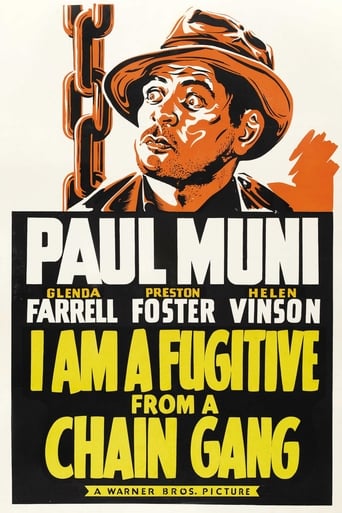 PAUL MUNI
GLENDA PRESTON HELEN
FARRELL FOSTER VINSON
I AM A FUGITIVE
FROM A
CHAIN GANG
A WARNER BROS. PICTURE